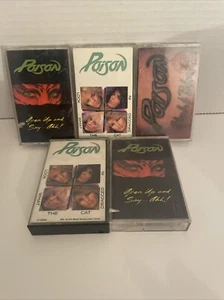 POISON
Open Up and
Say ...Ahh!
POISON
LOOK WHAT
THE CAT
DRAGGED IN
POISON
POISON
LOOK WHAT
THE CAT
DRAGGED IN
POISON
Open Up and
Say ...Ahh!